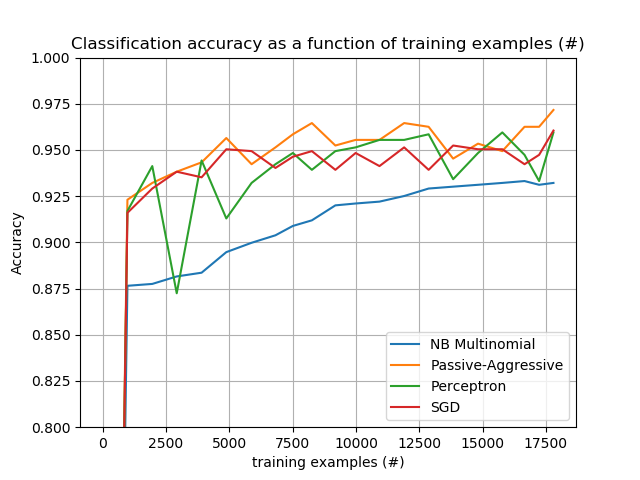 Classification accuracy as a function of training examples (#)
1.000
0.975
0.950
0.925
0.900
0.875
0.850
0.825
0.800
Accuracy
NB Multinomial
Passive-Aggressive
Perceptron
SGD
0 2500 5000 7500 10000 12500 15000 17500
training examples (#)